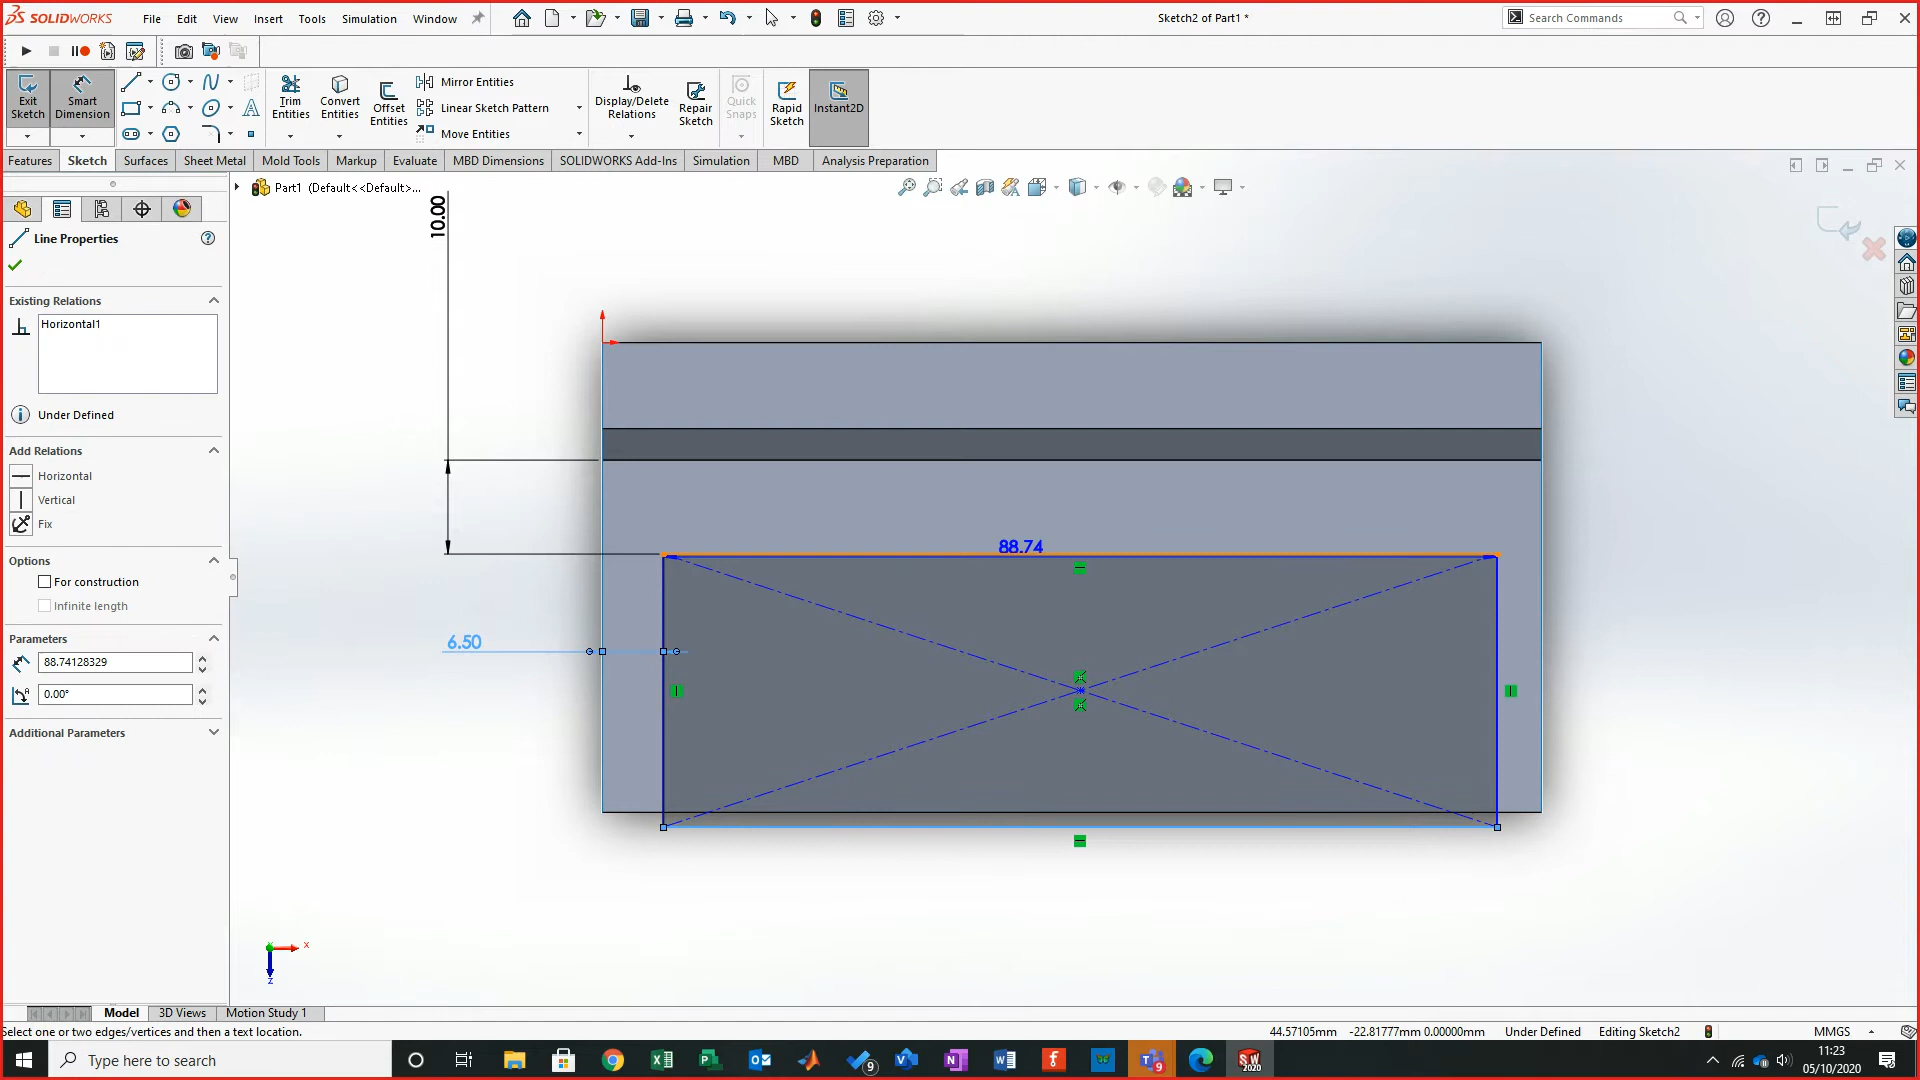 SOLIDWORKS File Edit View Insert Tools Simulation Window Sketch2 of Part1 * Search Commands
Exit Sketch
Smart Dimension
Trim Entities
Convert Entities
Offset Entities
Mirror Entities
Linear Sketch Pattern
Move Entities
Display/Delete Relations
Repair Sketch
Quick Snaps
Rapid Sketch
Instant2D
Features Sketch Surfaces Sheet Metal Mold Tools Markup Evaluate MBD Dimensions SOLIDWORKS Add-Ins Simulation MBD Analysis Preparation
Part1 (Default<<Default>...
Line Properties
Existing Relations
Horizontal1
Under Defined
Add Relations
Horizontal
Vertical
Fix
Options
For construction
Infinite length
Parameters
88.74128329
0.00°
Additional Parameters
10.00
88.74
6.50
x
z
Model 3D Views Motion Study 1
Select one or two edges/vertices and then a text location. 44.57105mm -22.81777mm 0.00000mm Under Defined Editing Sketch2 MMGS
Type here to search
9
9
SW
2020
11:23
05/10/2020